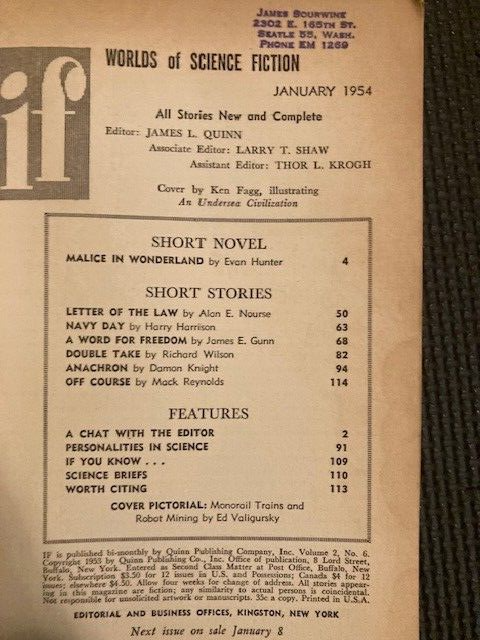 JAMES BOURWINE
2302 E. 165TH ST.
SEATLE 55, WASH.
PHONE EM 1269
if
WORLDS of SCIENCE FICTION
JANUARY 1954
All Stories New and Complete
Editor: JAMES L. QUINN
Associate Editor: LARRY T. SHAW
Assistant Editor: THOR L. KROGH
Cover by Ken Fagg, illustrating
An Undersea Civilization
SHORT NOVEL
MALICE IN WONDERLAND by Evan Hunter 4
SHORT STORIES
LETTER OF THE LAW by Alan E. Nourse 50
NAVY DAY by Harry Harrison 63
A WORD FOR FREEDOM by James E. Gunn 68
DOUBLE TAKE by Richard Wilson 82
ANACHRON by Damon Knight 94
OFF COURSE by Mack Reynolds 114
FEATURES
A CHAT WITH THE EDITOR 2
PERSONALITIES IN SCIENCE 91
IF YOU KNOW . . . 109
SCIENCE BRIEFS 110
WORTH CITING 113
COVER PICTORIAL: Monorail Trains and
Robot Mining by Ed Valigursky
IF is published bi-monthly by Quinn Publishing Company, Inc. Volume 2, No. 6.
Copyright 1953 by Quinn Publishing Co., Inc. Office of publication, 8 Lord Street,
Buffalo, New York. Entered as Second Class Matter at Post Office, Buffalo, New
York. Subscription $3.50 for 12 issues in U.S. and Possessions; Canada $4 for 12
issues; elsewhere $4.50. Allow four weeks for change of address. All stories appear-
ing in this magazine are fiction; any similarity to actual persons is coincidental.
Not responsible for unsolicited artwork or manuscripts. 35c a copy. Printed in U.S.A.
EDITORIAL AND BUSINESS OFFICES, KINGSTON, NEW YORK
Next issue on sale January 8